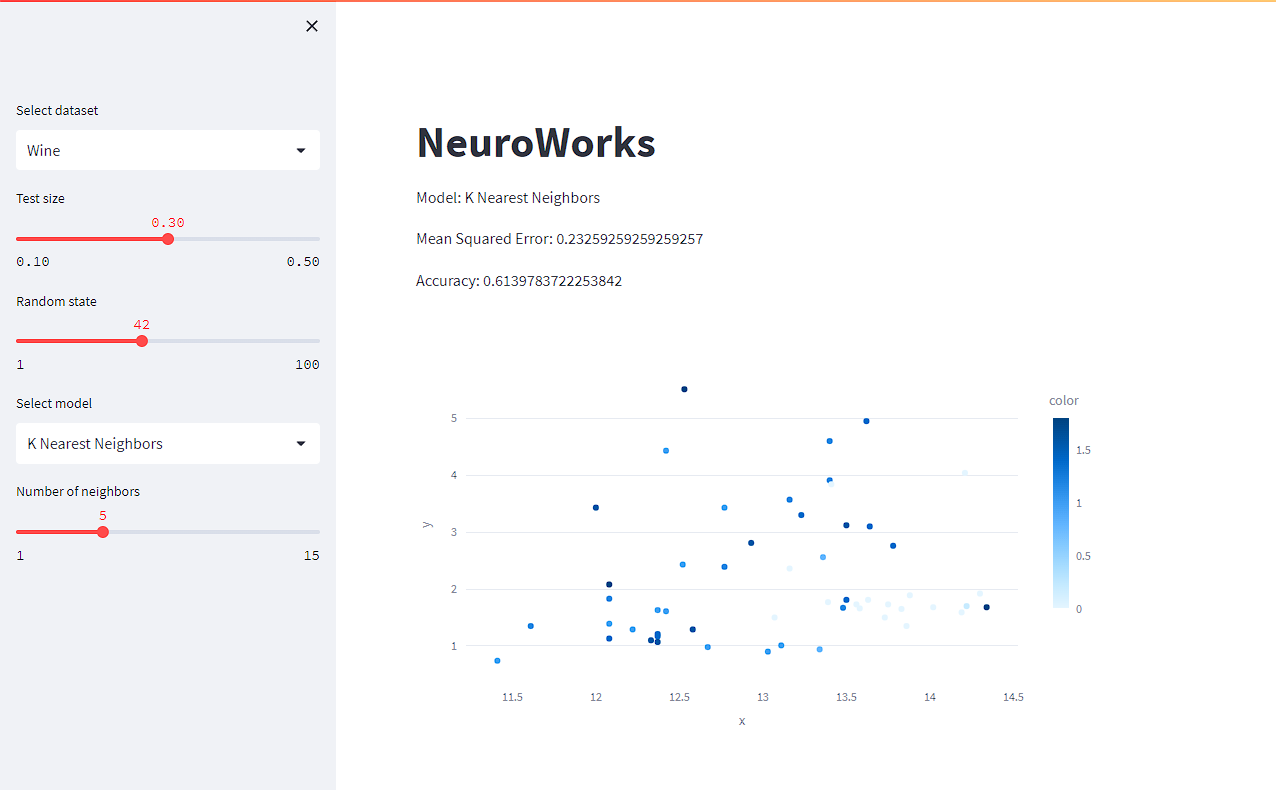 Select dataset
Wine
Test size
0.30
0.10 0.50
Random state
42
1 100
Select model
K Nearest Neighbors
Number of neighbors
5
1 15
NeuroWorks
Model: K Nearest Neighbors
Mean Squared Error: 0.23259259259259257
Accuracy: 0.6139783722253842
5
4
3
2
1
y
11.5 12 12.5 13 13.5 14 14.5
x
color
1.5
1
0.5
0